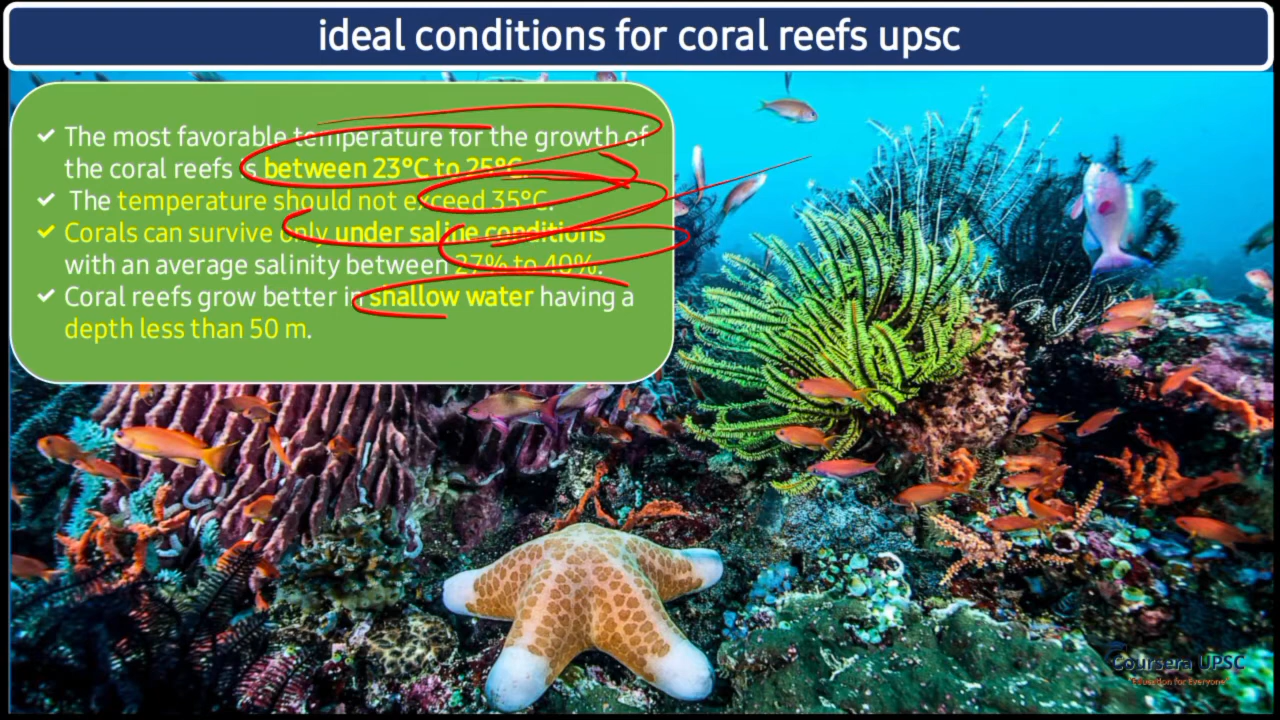 ideal conditions for coral reefs upsc
✔ The most favorable temperature for the growth of
the coral reefs is between 23°C to 25°C.
✔ The temperature should not exceed 35°C.
✔ Corals can survive only under saline conditions
with an average salinity between 27% to 40%.
✔ Coral reefs grow better in shallow water having a
depth less than 50 m.
Coursera UPSC
"Education for Everyone"